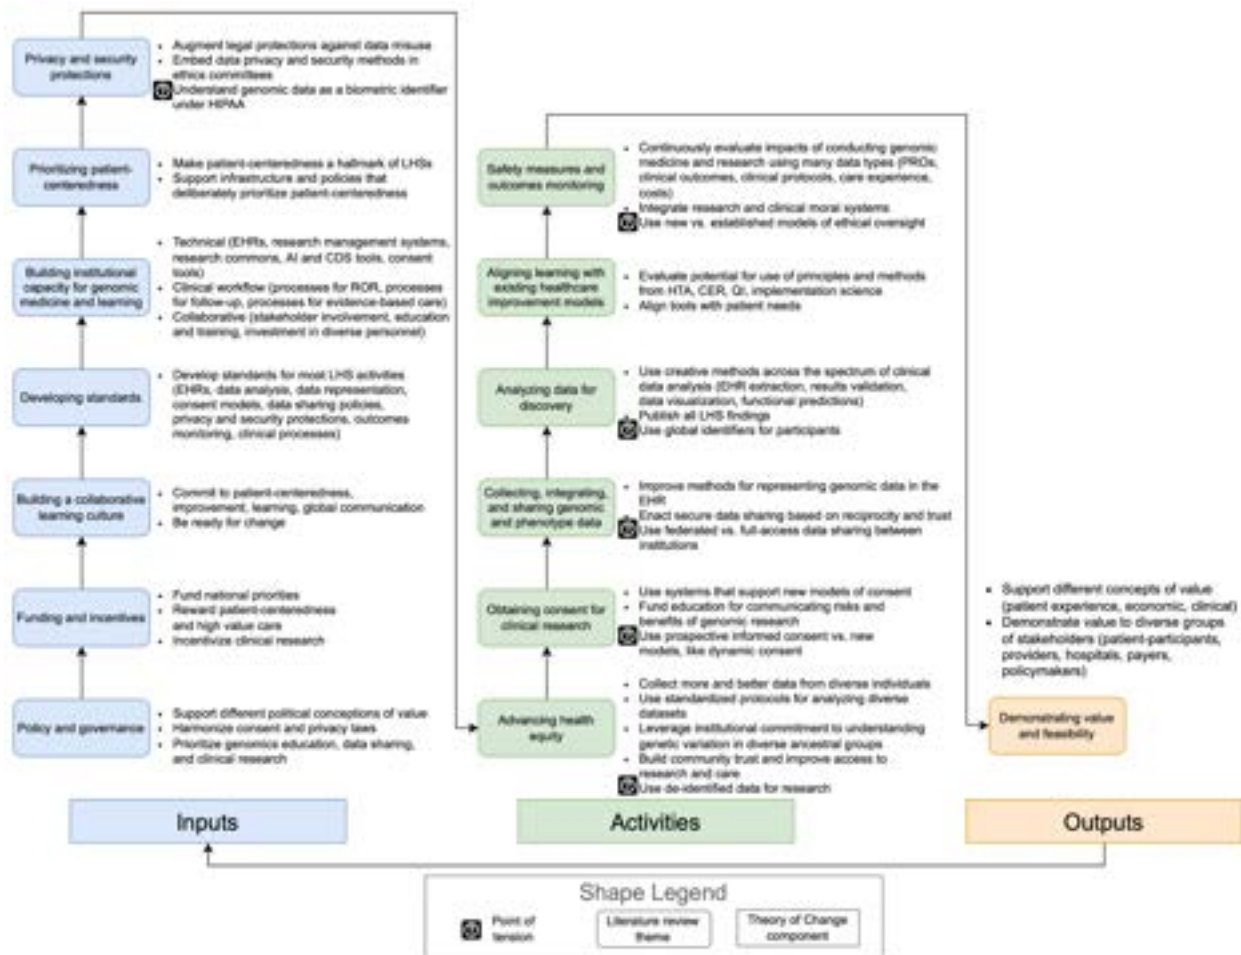 Privacy and security
protections
• Augment legal protections against data misuse
• Embed data privacy and security methods in
ethics committees
Understand genomic data as a biometric identifier
under HIPAA
Prioritizing patient-
centeredness
• Make patient-centeredness a hallmark of LHSs
• Support infrastructure and policies that
deliberately prioritize patient-centeredness
Building institutional
capacity for genomic
medicine and learning
• Technical (EHRs, research management systems,
research commons, AI and CDS tools, consent
tools)
• Clinical workflow (processes for ROR, processes
for follow-up, processes for evidence-based care)
• Collaborative (stakeholder involvement, education
and training, investment in diverse personnel)
Developing standards
• Develop standards for most LHS activities
(EHRs, data analysis, data representation,
consent models, data sharing policies,
privacy and security protections, outcomes
monitoring, clinical processes)
Building a collaborative
learning culture
• Commit to patient-centeredness,
improvement, learning, global communication
• Be ready for change
Funding and incentives
• Fund national priorities
• Reward patient-centeredness
and high value care
• Incentivize clinical research
Policy and governance
• Support different political conceptions of value
• Harmonize consent and privacy laws
• Prioritize genomics education, data sharing,
and clinical research
Inputs
Safety measures and
outcomes monitoring
• Continuously evaluate impacts of conducting genomic
medicine and research using many data types (PROs,
clinical outcomes, clinical protocols, care experience,
costs)
• Integrate research and clinical moral systems
Use new vs. established models of ethical oversight
Aligning learning with
existing healthcare
improvement models
• Evaluate potential for use of principles and methods
from HTA, CER, QI, implementation science
• Align tools with patient needs
Analyzing data for
discovery
• Use creative methods across the spectrum of clinical
data analysis (EHR extraction, results validation,
data visualization, functional predictions)
• Publish all LHS findings
Use global identifiers for participants
Collecting, integrating,
and sharing genomic
and phenotype data
• Improve methods for representing genomic data in the
EHR
• Enact secure data sharing based on reciprocity and trust
Use federated vs. full-access data sharing between
institutions
Obtaining consent for
clinical research
• Use systems that support new models of consent
• Fund education for communicating risks and
benefits of genomic research
Use prospective informed consent vs. new
models, like dynamic consent
Advancing health
equity
• Collect more and better data from diverse individuals
• Use standardized protocols for analyzing diverse
datasets
• Leverage institutional commitment to understanding
genetic variation in diverse ancestral groups
• Build community trust and improve access to
research and care
Use de-identified data for research
Activities
• Support different concepts of value
(patient experience, economic, clinical)
• Demonstrate value to diverse groups
of stakeholders (patient-participants,
providers, hospitals, payers,
policymakers)
Demonstrating value
and feasibility
Outputs
Shape Legend
Point of
tension
Literature review
theme
Theory of Change
component